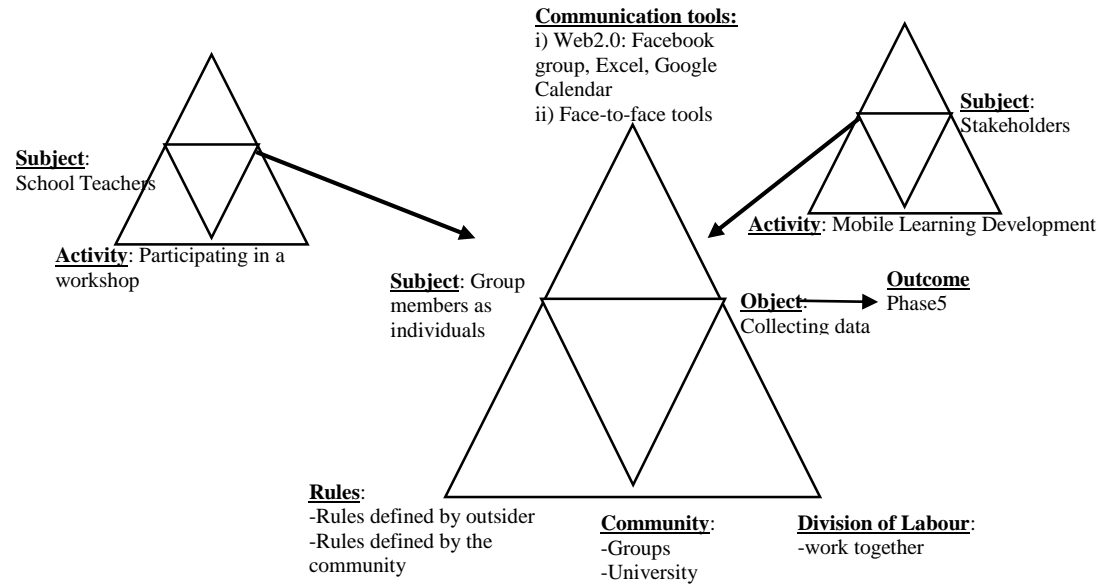 Communication tools:
i) Web2.0: Facebook
group, Excel, Google
Calendar
ii) Face-to-face tools
Subject:
Stakeholders
Subject:
School Teachers
Activity: Mobile Learning Development
Activity: Participating in a
workshop
Subject: Group
members as
individuals
Object:
Collecting data
Outcome
Phase5
Rules:
-Rules defined by outsider
-Rules defined by the
community
Community:
-Groups
-University
Division of Labour:
-work together